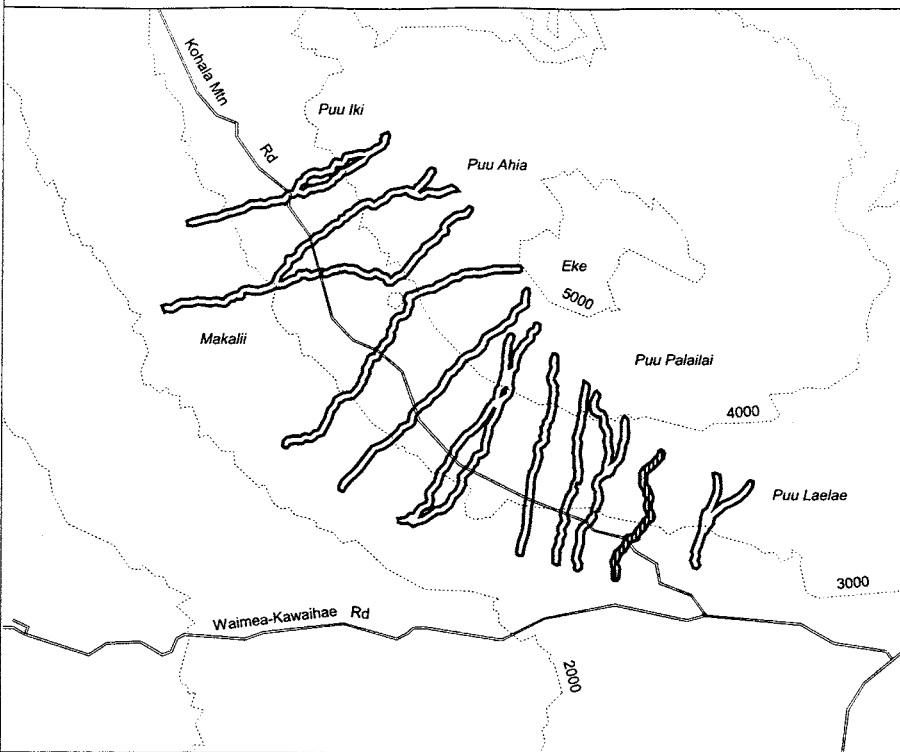 Kohala Mtn
Rd
Puu Iki
Puu Ahia
Eke
5000
Makalii
Puu Palailai
4000
Puu Laelae
3000
Waimea-Kawaihae Rd
2000